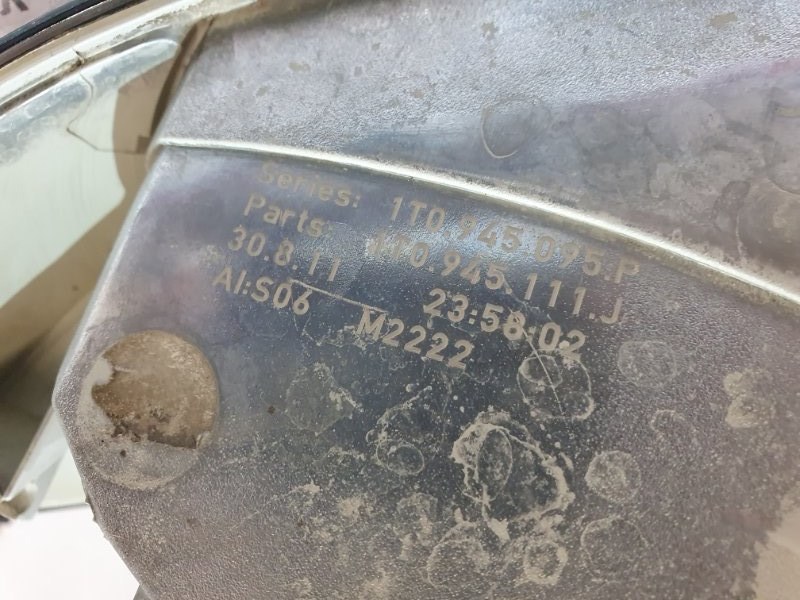 Series: 1T0.945.095.P
Parts: 1T0.945.111.J
30.8.11 23:58:02
AI:S06 M2222